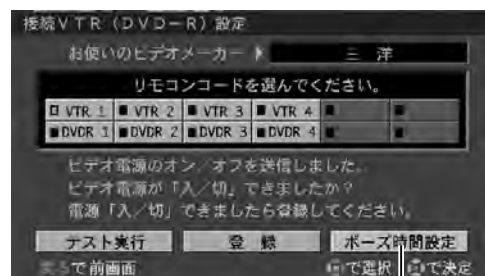 接続VTR(DVD-R)設定
お使いのビデオメーカー 三洋
リモコンコードを選んでください。
VTR 1 VTR 2 VTR 3 VTR 4
DVDR 1 DVDR 2 DVDR 3 DVDR 4
ビデオ電源のオン/オフを送信しました。
ビデオ電源が「入/切」できましたか?
電源「入/切」できましたら登録してください。
テスト実行 登録 ポーズ時間設定
戻るで前画面 で選択 で決定